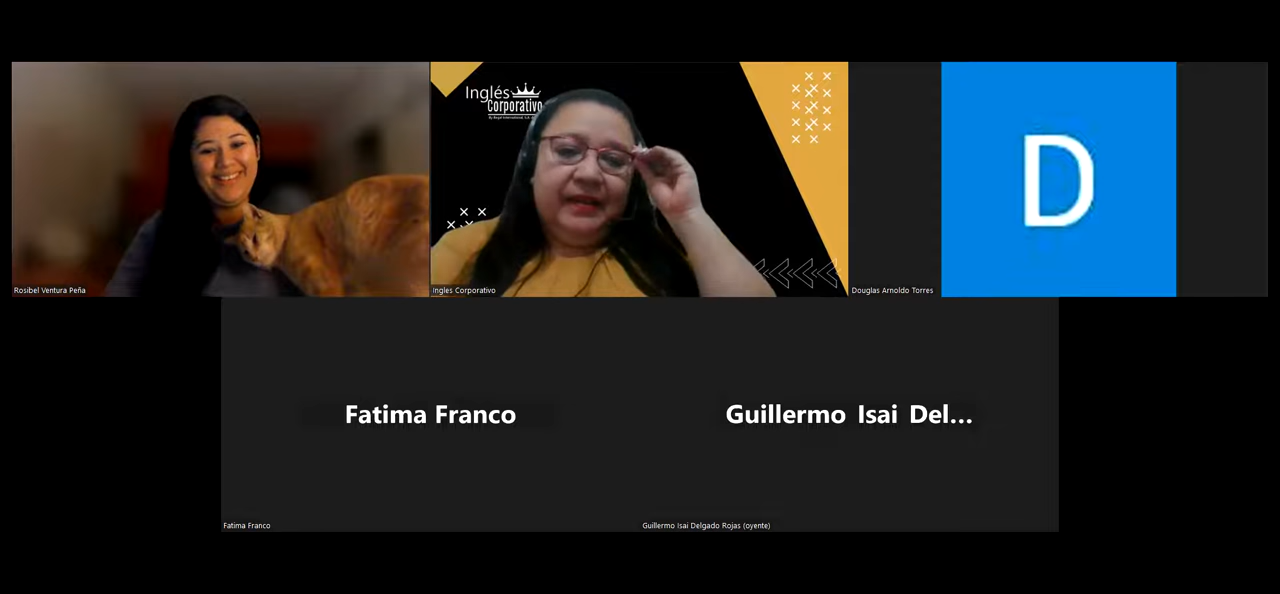 Inglés
Corporativo
Rosibel Ventura Peña
Ingles Corporativo
Douglas Arnoldo Torres
D
Fatima Franco
Guillermo Isai Del...
Fatima Franco
Guillermo Isai Delgado Rojas (oyente)